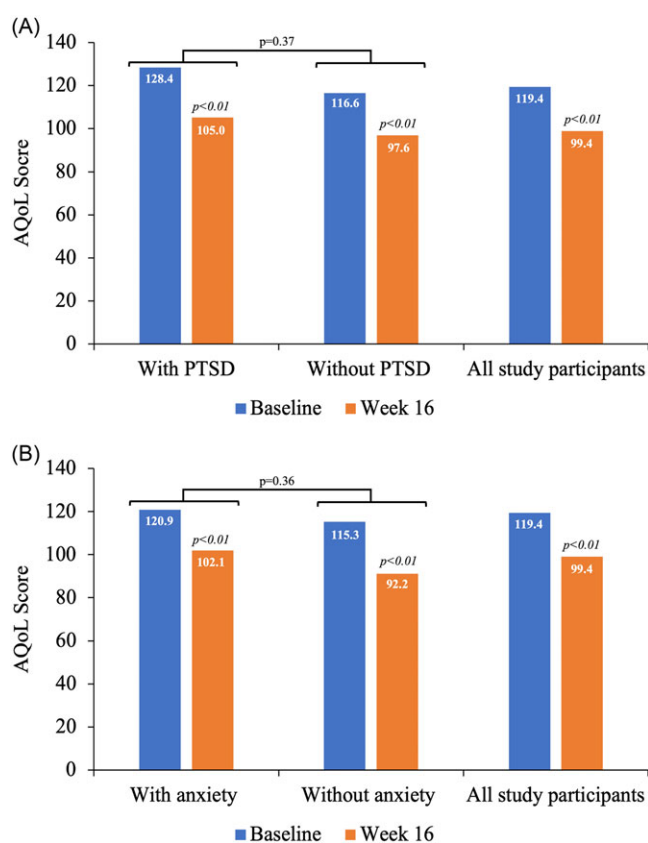 (A)
140
p=0.37
128.4
120
116.6
119.4
p<0.01
105.0
p<0.01
97.6
p<0.01
99.4
100
80
60
40
20
0
AQoL Socre
With PTSD Without PTSD All study participants
Baseline Week 16
(B)
140
p=0.36
120
120.9
115.3
119.4
p<0.01
102.1
p<0.01
92.2
p<0.01
99.4
100
80
60
40
20
0
AQoL Score
With anxiety Without anxiety All study participants
Baseline Week 16